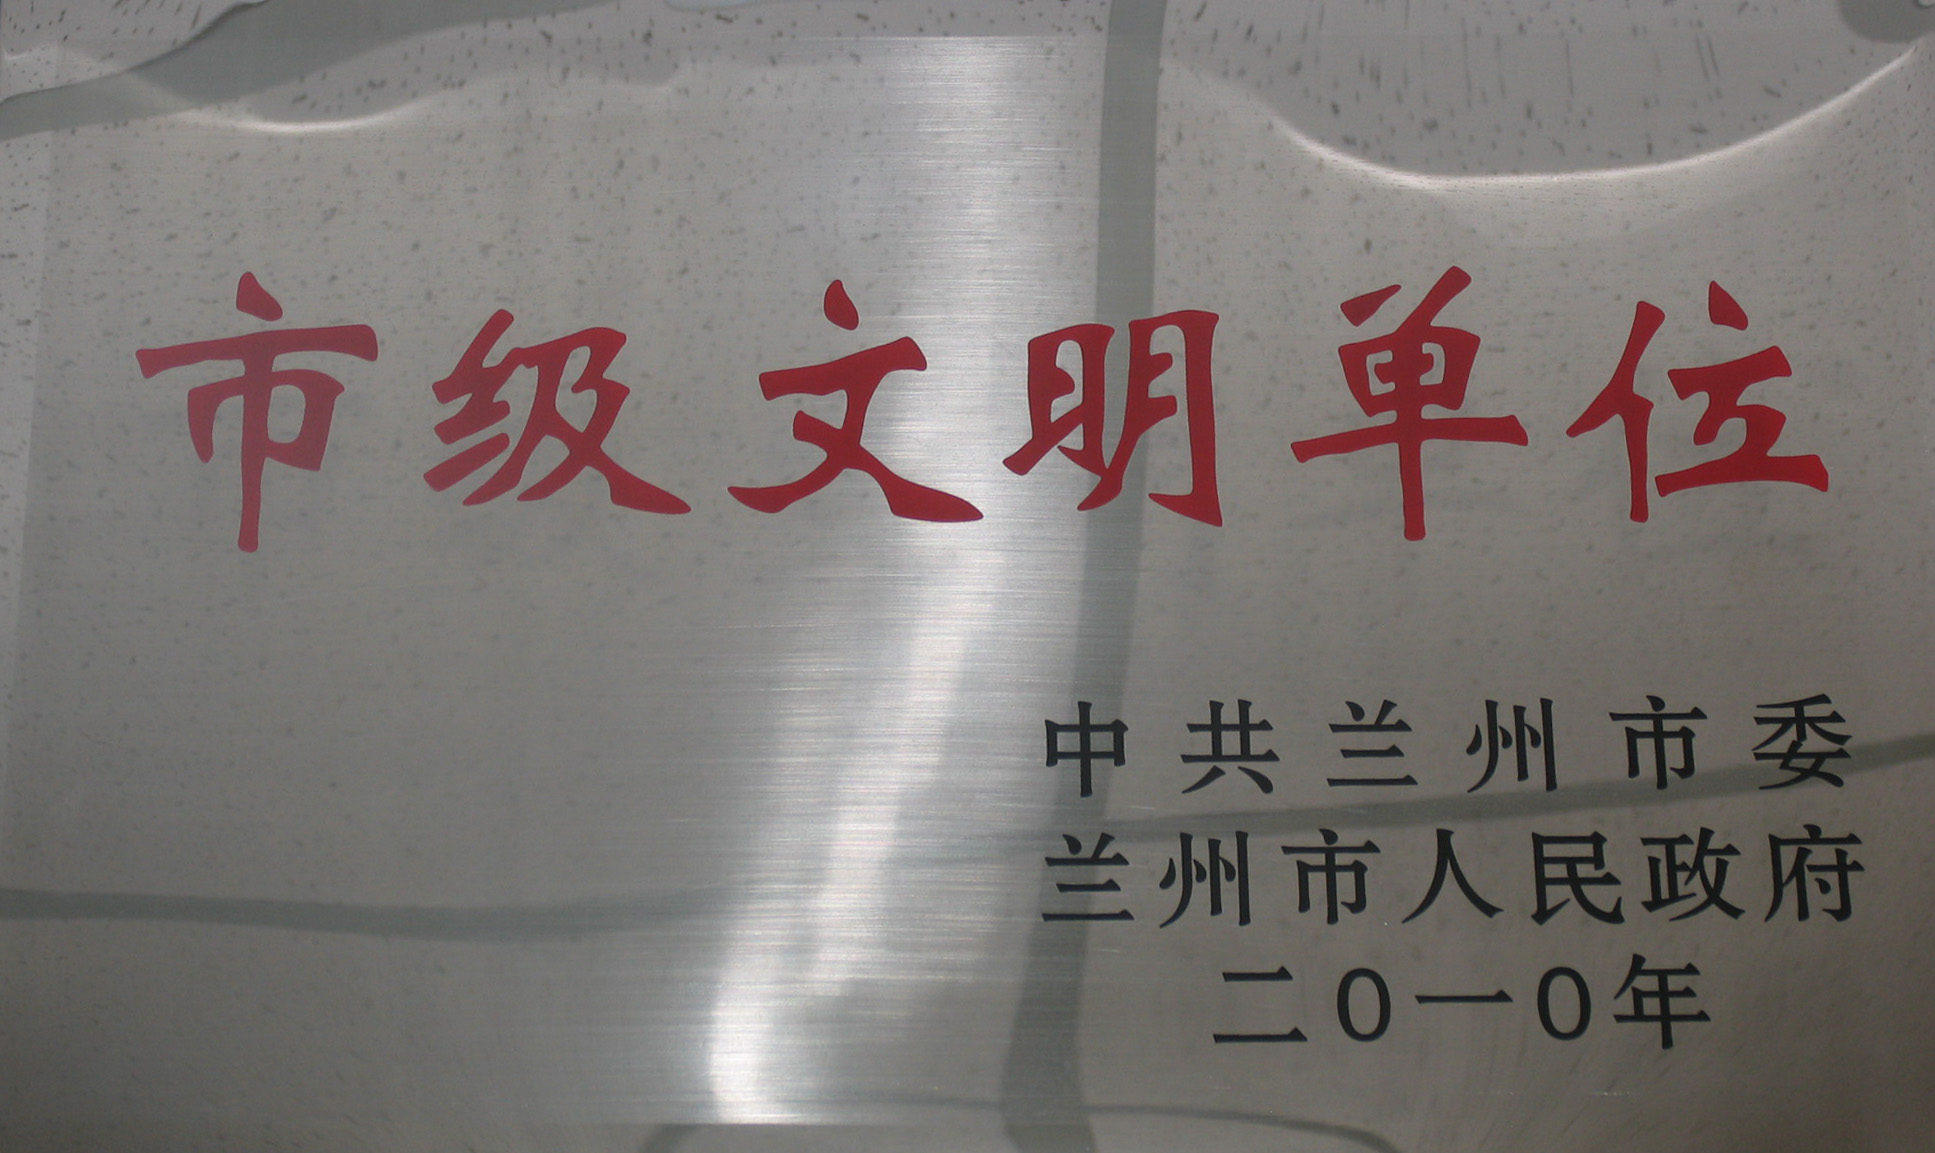 市级文明单位
中共兰州市委
兰州市人民政府
二0一0年